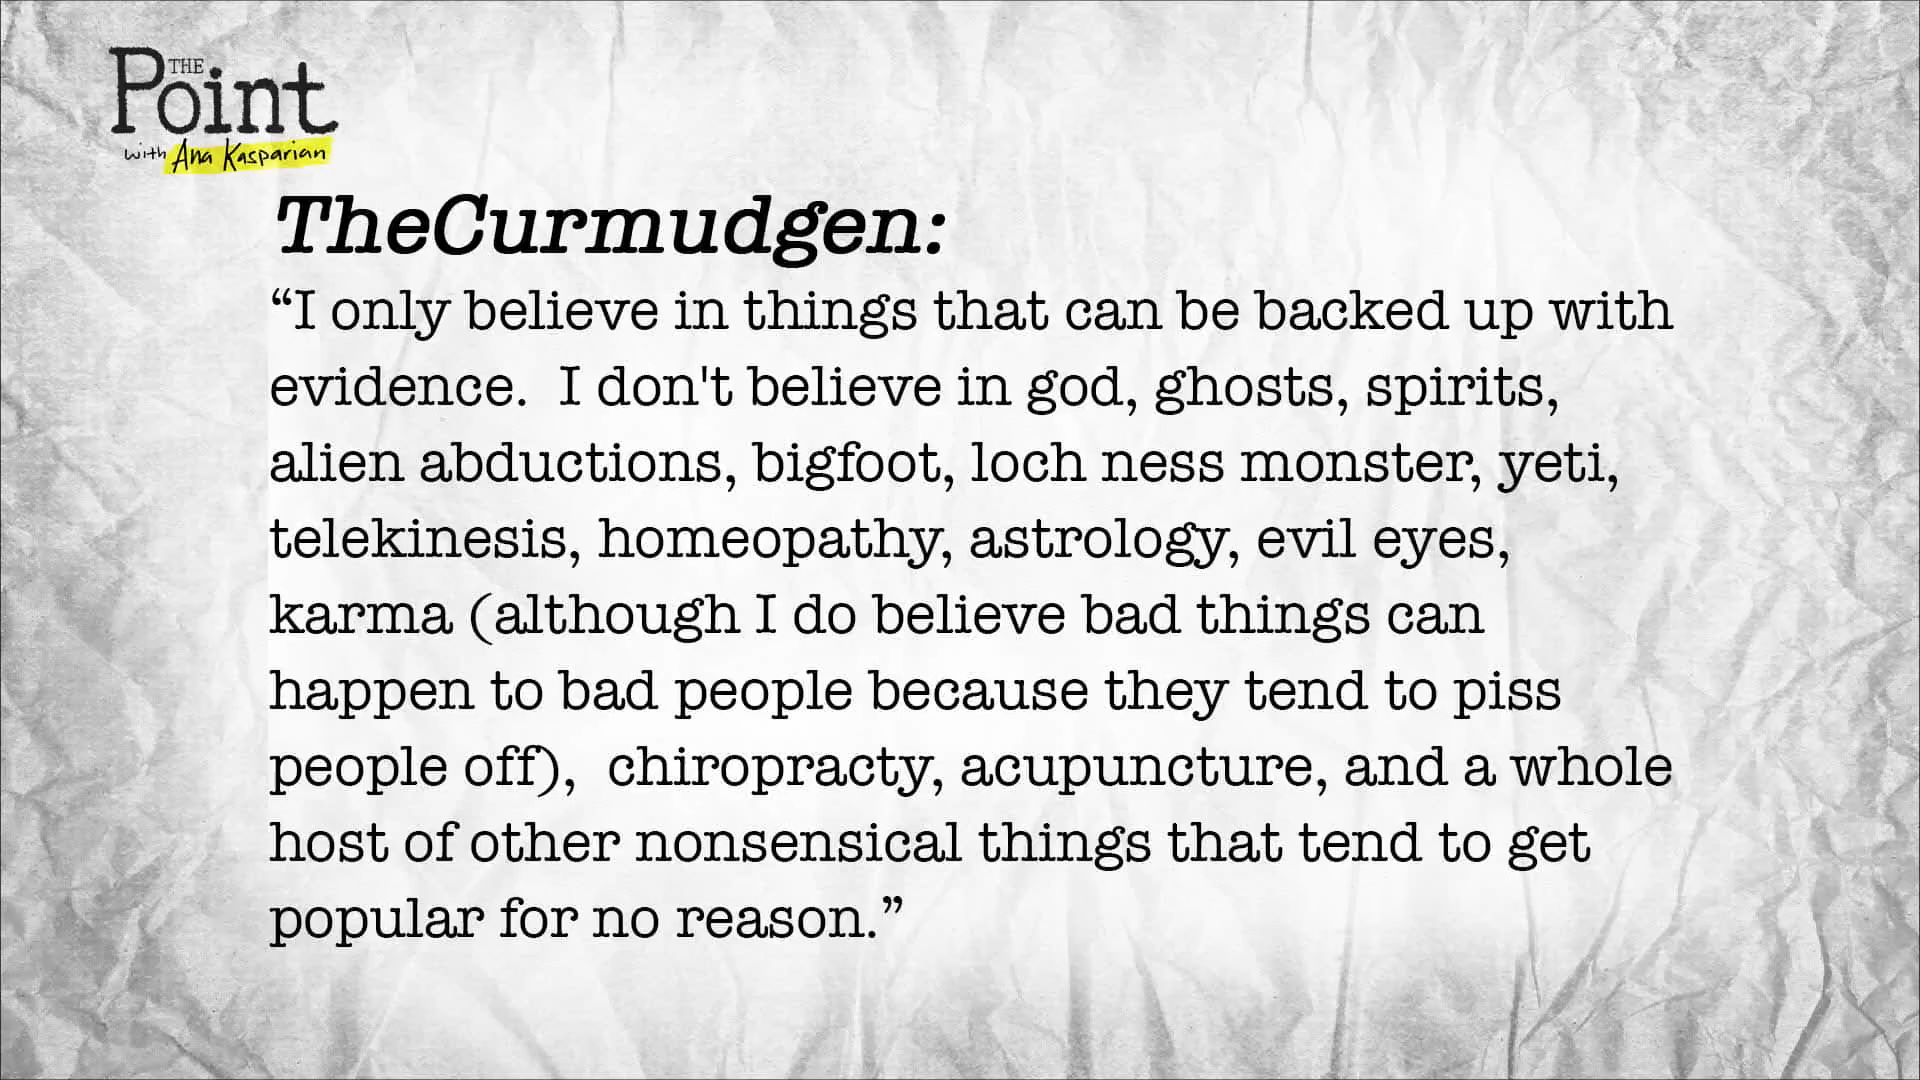 THE
Point
with Ana Kasparian
TheCurmudgen:
“I only believe in things that can be backed up with
evidence.  I don't believe in god, ghosts, spirits,
alien abductions, bigfoot, loch ness monster, yeti,
telekinesis, homeopathy, astrology, evil eyes,
karma (although I do believe bad things can
happen to bad people because they tend to piss
people off),  chiropracty, acupuncture, and a whole
host of other nonsensical things that tend to get
popular for no reason.”